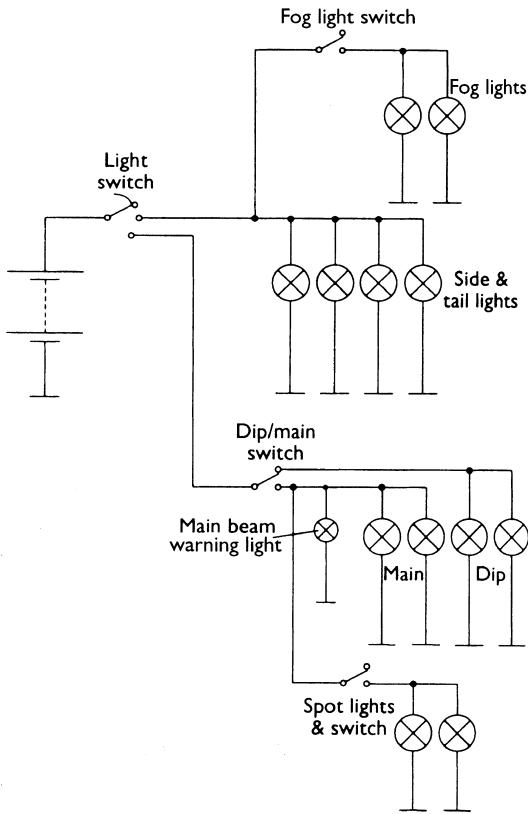 Fog light switch
Fog lights
Light
switch
Side &
tail lights
Dip/main
switch
Main beam
warning light
Main
Dip
Spot lights
& switch